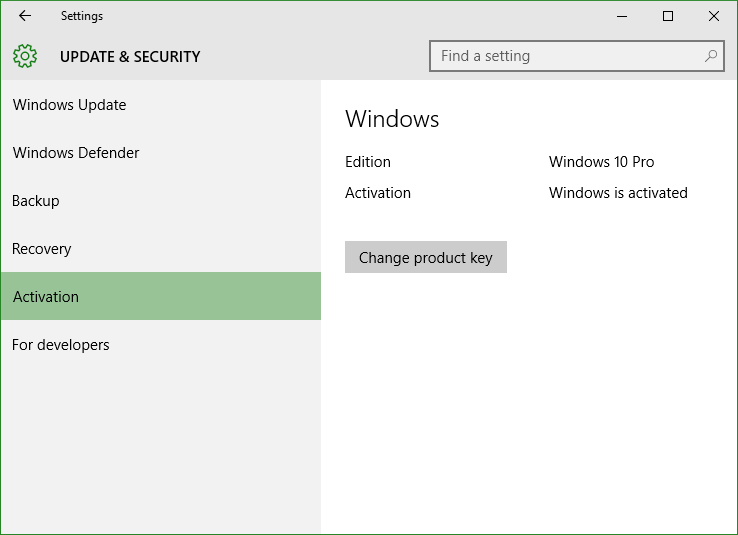 Settings
UPDATE & SECURITY
Find a setting
Windows Update
Windows Defender
Backup
Recovery
Activation
For developers
Windows
Edition Windows 10 Pro
Activation Windows is activated
Change product key